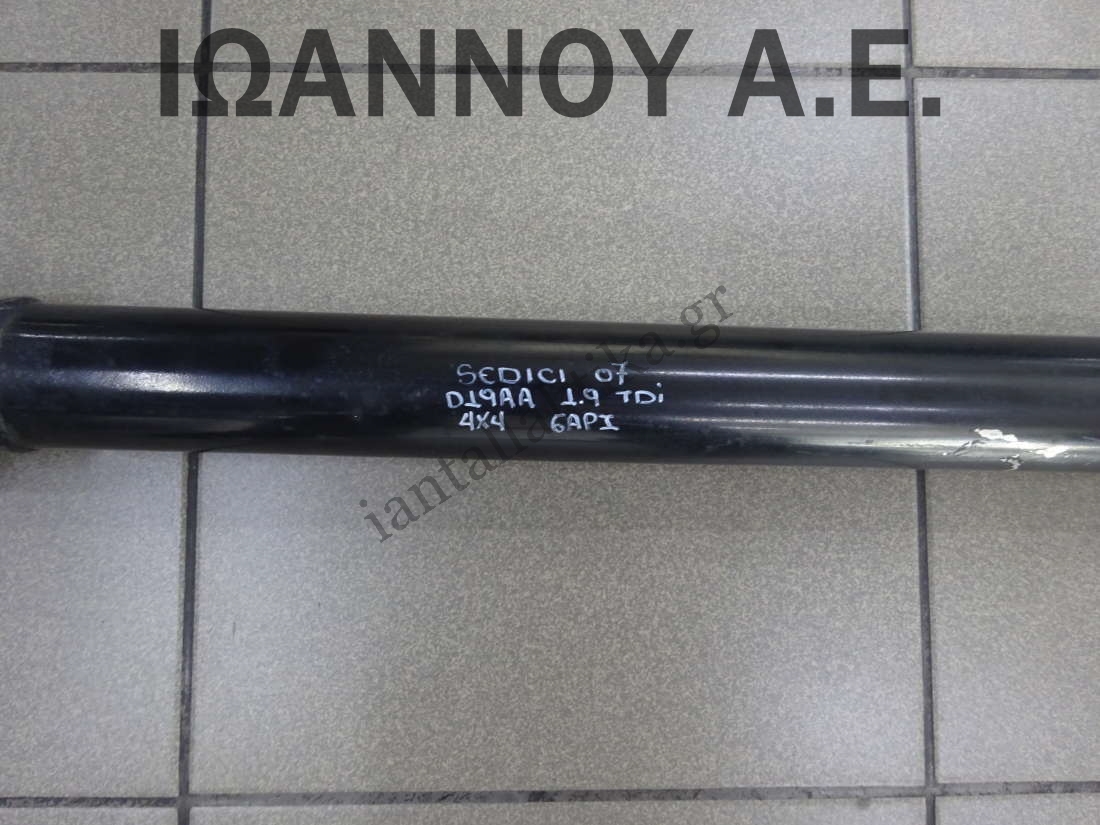 ΙΩΑΝΝΟΥ Α.Ε.
SEDICI 07
D19AA 1.9 TDi
4X4 6ΑΡΙ
iantallaktika.gr